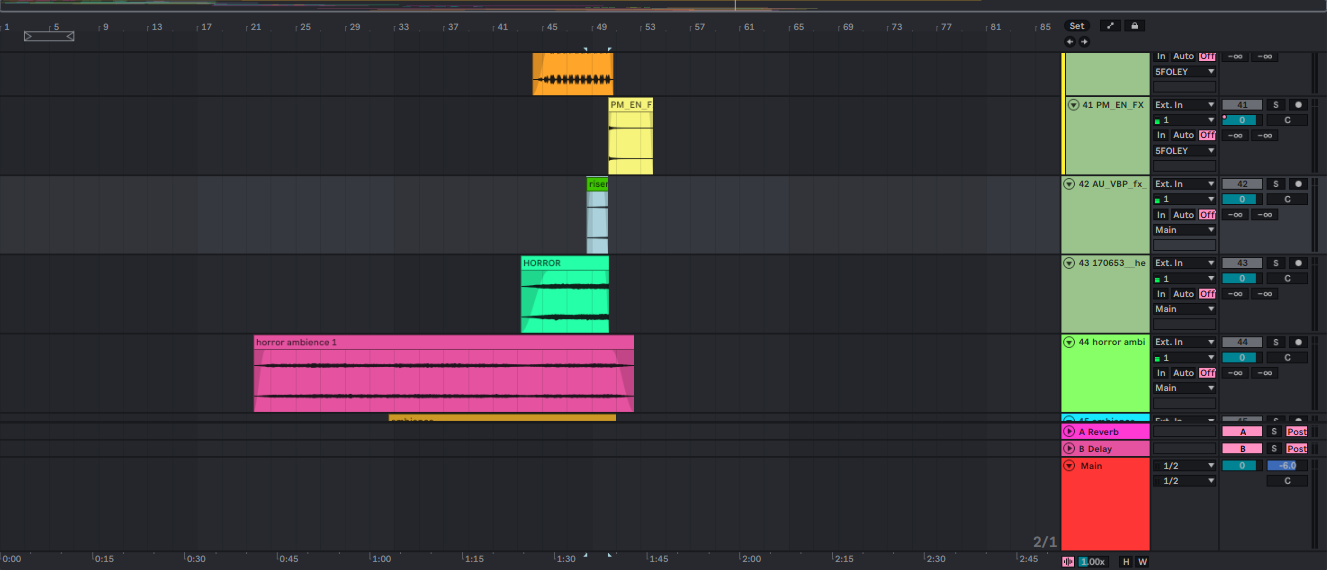 1 5 9 13 17 21 25 29 33 37 41 45 49 53 57 61 65 69 73 77 81 85 Set
In Auto Off -∞ -∞
5FOLEY
PM_EN_F 41 PM_EN_FX Ext. In 41 S
1 0 C
In Auto Off -∞ -∞
5FOLEY
riser 42 AU_VBP_fx_ Ext. In 42 S
1 0 C
In Auto Off -∞ -∞
Main
HORROR 43 170653__he Ext. In 43 S
1 0 C
In Auto Off -∞ -∞
Main
horror ambience 1 44 horror ambi Ext. In 44 S
1 0 C
In Auto Off -∞ -∞
Main
A Reverb A S Post
B Delay B S Post
Main 1/2 0 -6.0
1/2 C
2/1
0:00 0:15 0:30 0:45 1:00 1:15 1:30 1:45 2:00 2:15 2:30 2:45 1.00x H W